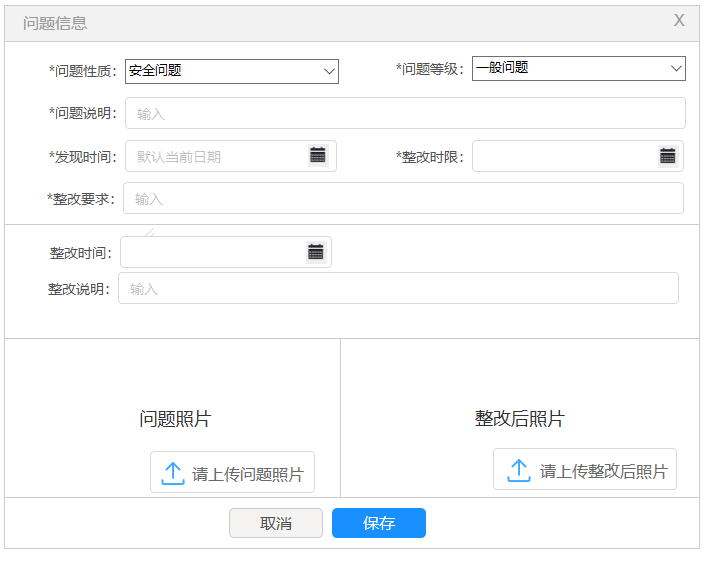 问题信息 X
*问题性质: 安全问题 *问题等级: 一般问题
*问题说明: 输入
*发现时间: 默认当前日期 *整改时限:
*整改要求: 输入
整改时间:
整改说明: 输入
问题照片 整改后照片
请上传问题照片 请上传整改后照片
取消 保存